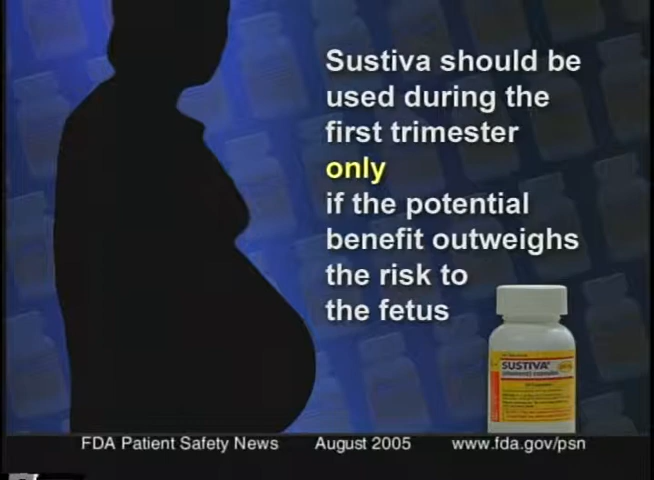 Sustiva should be
used during the
first trimester
only
if the potential
benefit outweighs
the risk to
the fetus
SUSTIVA
FDA Patient Safety News August 2005 www.fda.gov/psn